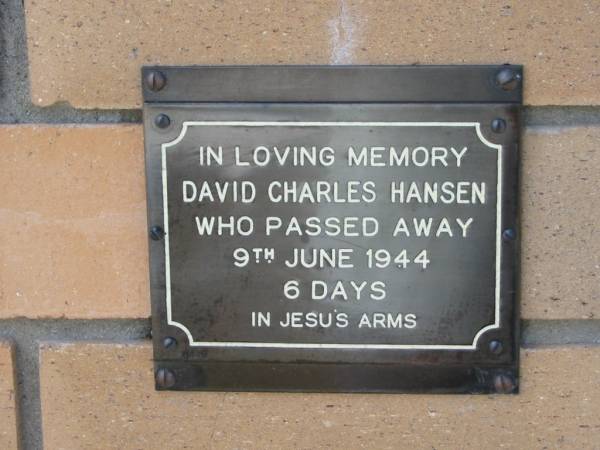 IN LOVING MEMORY
DAVID CHARLES HANSEN
WHO PASSED AWAY
9TH JUNE 1944
6 DAYS
IN JESU'S ARMS